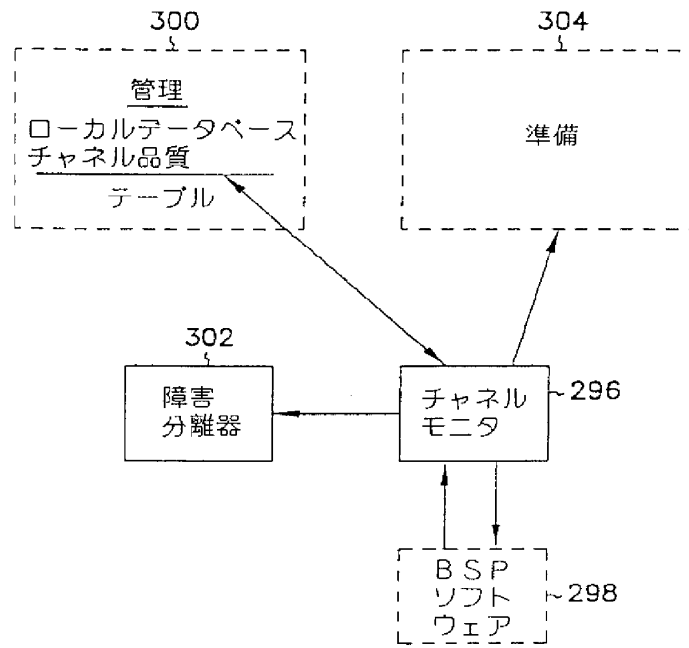 300
304
管理
ローカルデータベース
チャネル品質
テーブル
準備
302
障害
分離器
チャネル
モニタ
296
BSP
ソフト
ウェア
298